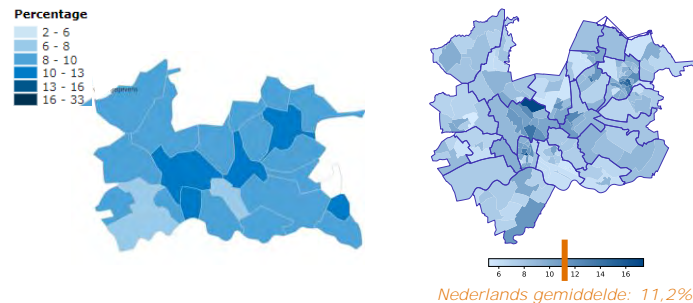 Percentage
2 - 6
6 - 8
8 - 10
10 - 13
13 - 16
16 - 33
6 8 10 12 14 16
Nederlands gemiddelde: 11,2%